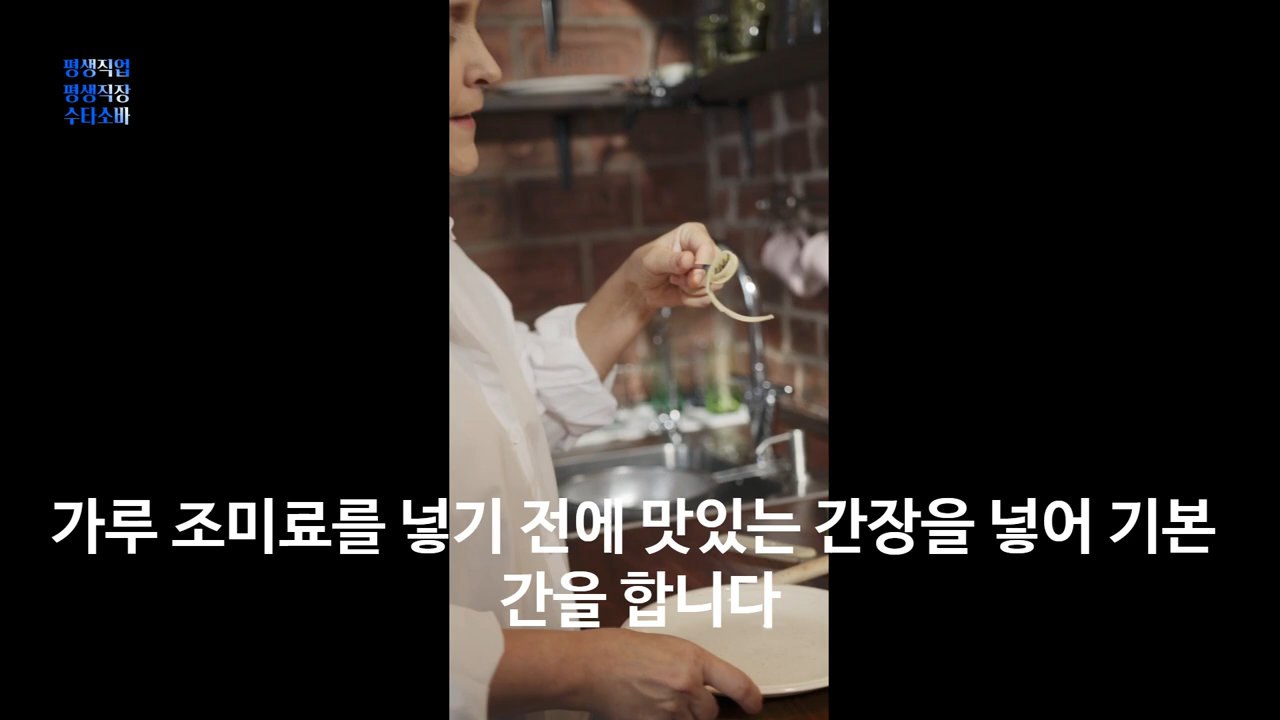 평생직업
평생직장
수타소바
가루 조미료를 넣기 전에 맛있는 간장을 넣어 기본
간을 합니다